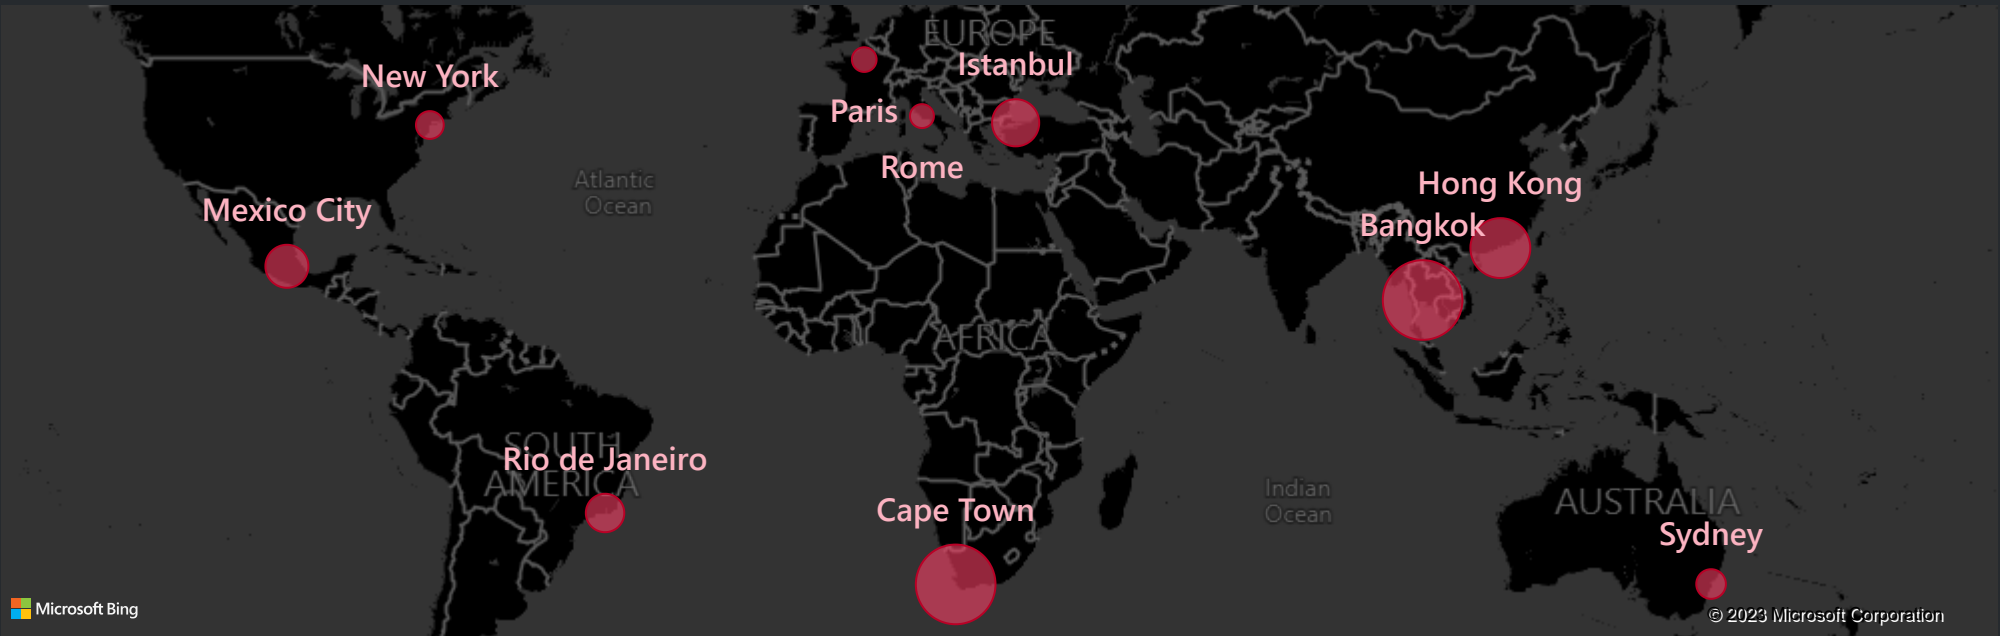 EUROPE
Istanbul
New York
Paris
Rome
Atlantic
Ocean
Hong Kong
Mexico City
Bangkok
AFRICA
SOUTH
AMERICA
Rio de Janeiro
Cape Town
Indian
Ocean
AUSTRALIA
Sydney
Microsoft Bing
© 2023 Microsoft Corporation